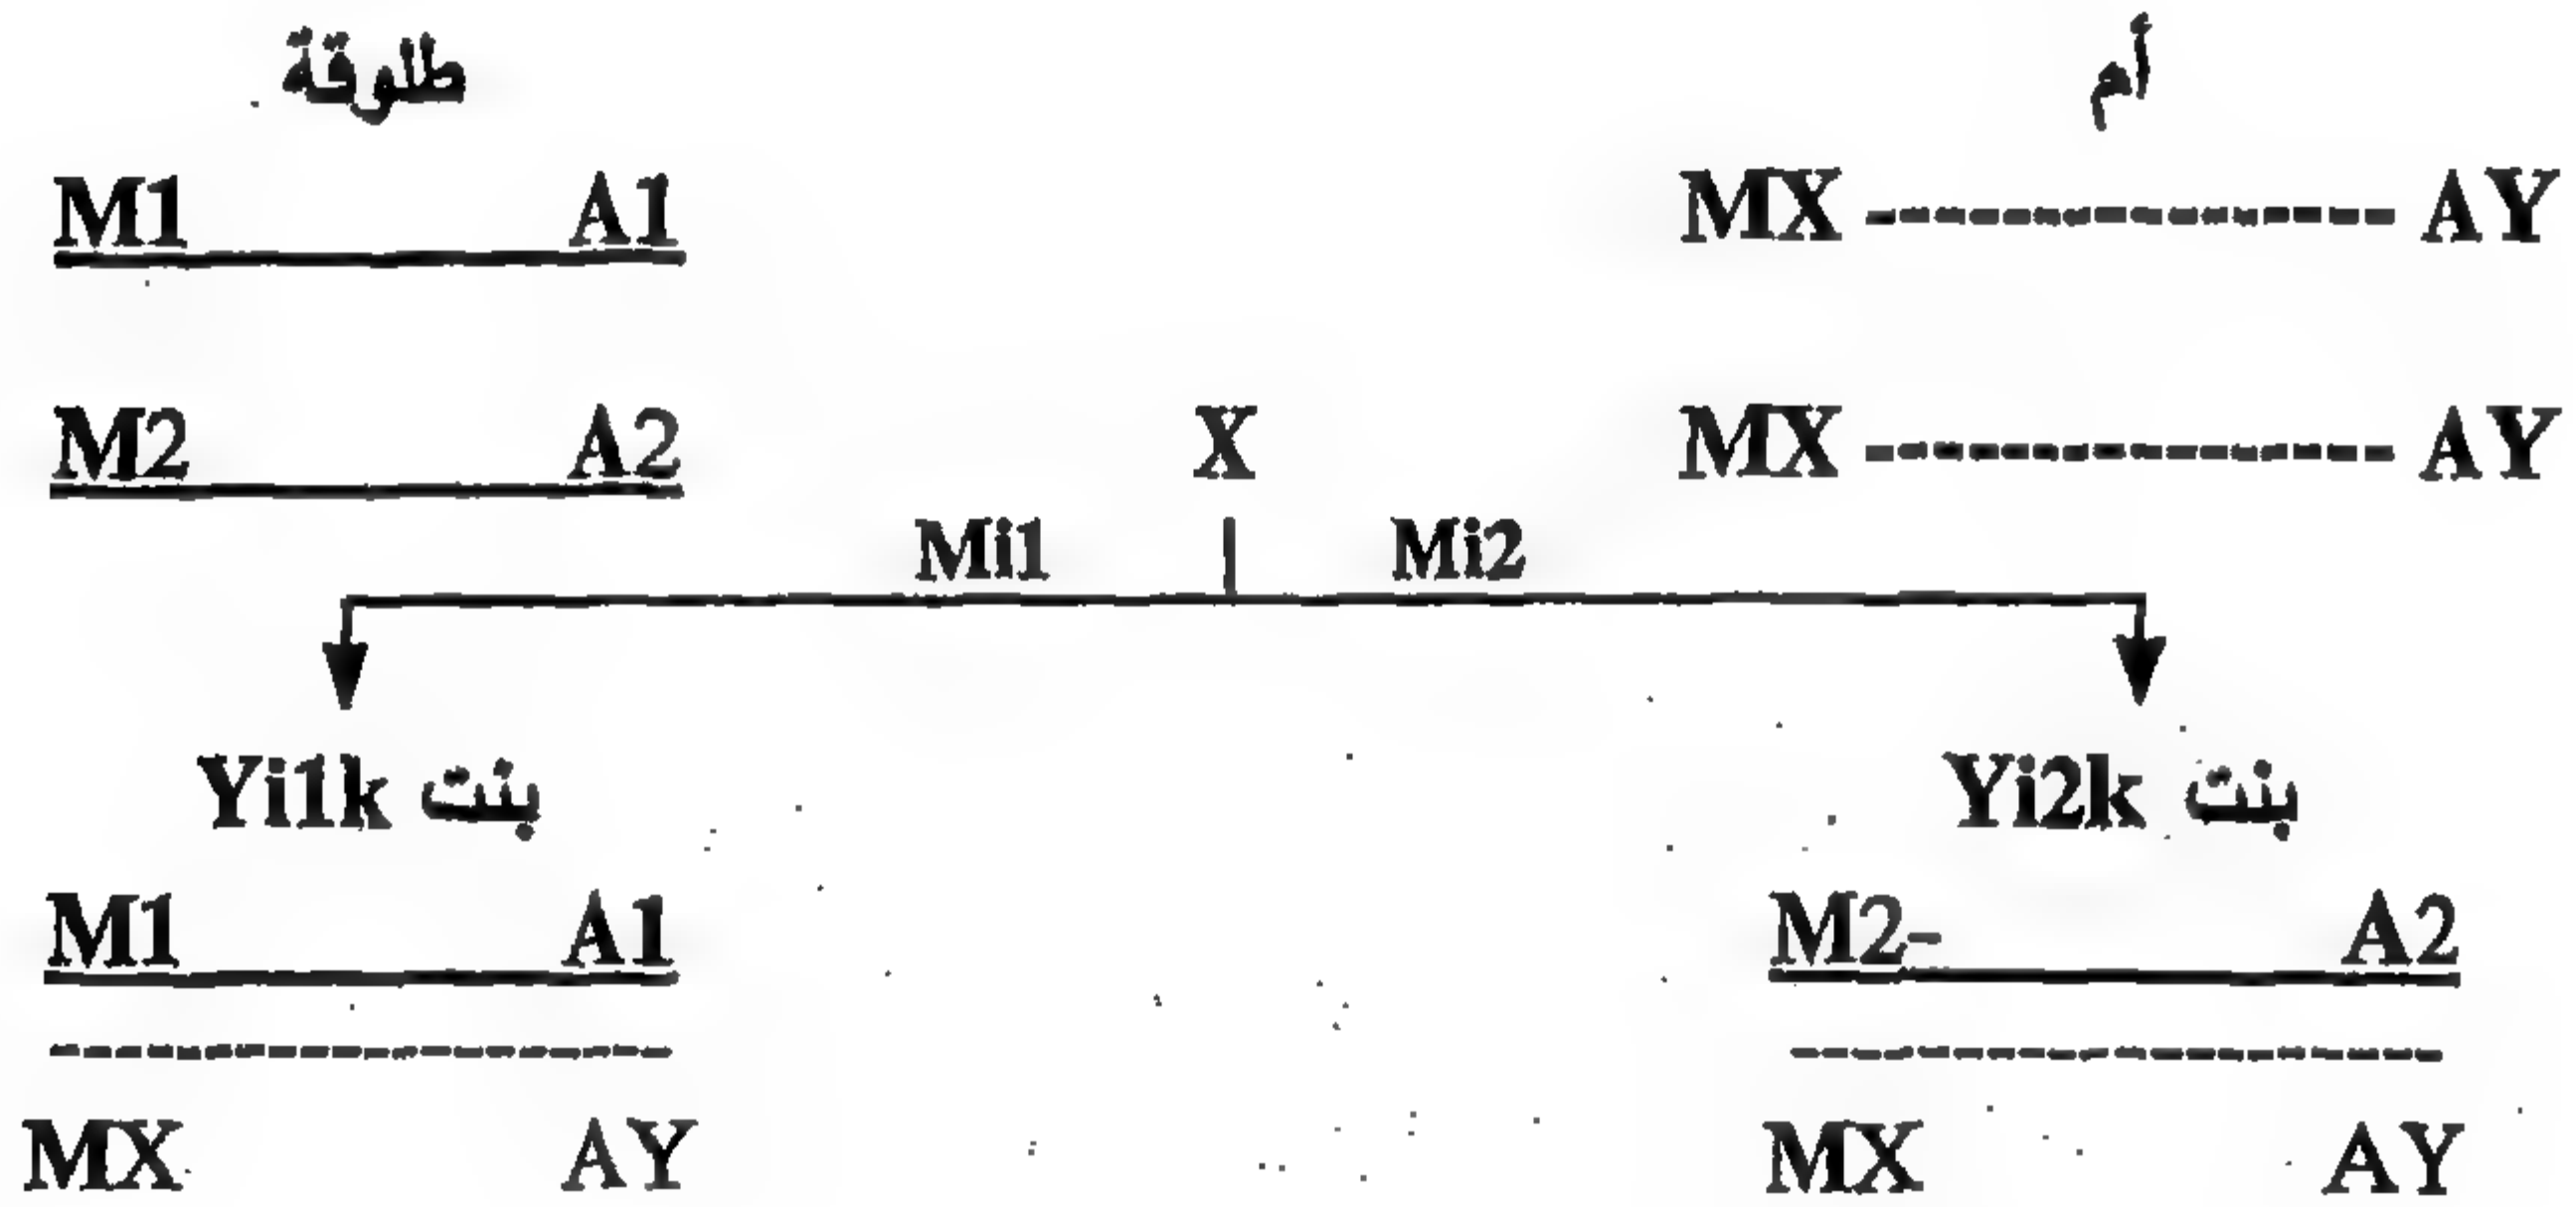 طلوقة أم
M1 A1 MX ---------------- AY
M2 A2 X MX ---------------- AY
Mi1 Mi2
Yi1k بنت Yi2k بنت
M1 A1 M2- A2
MX AY MX AY